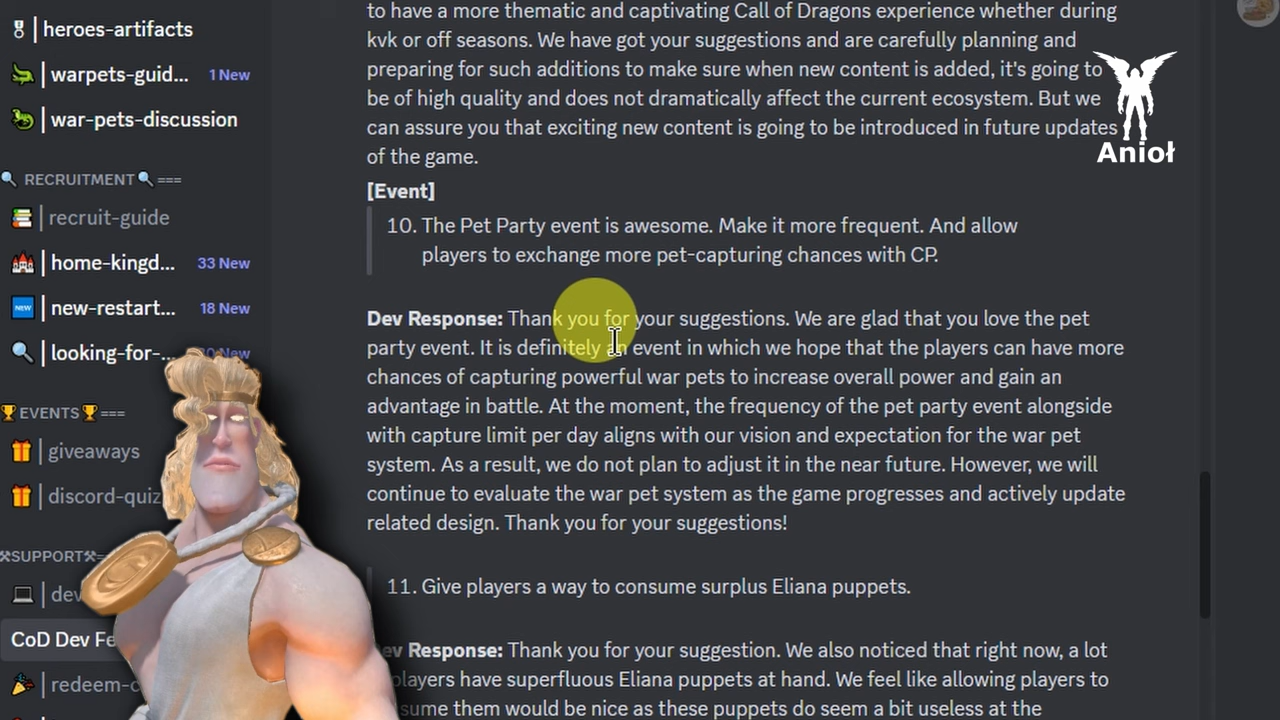 heroes-artifacts
warpets-guid... 1 New
war-pets-discussion
RECRUITMENT ===
recruit-guide
home-kingd... 33 New
NEW new-restart... 18 New
looking-for-... New
EVENTS ===
giveaways
discord-quiz
SUPPORT
dev
CoD Dev Fe
redeem-c
to have a more thematic and captivating Call of Dragons experience whether during
kvk or off seasons. We have got your suggestions and are carefully planning and
preparing for such additions to make sure when new content is added, it's going to
be of high quality and does not dramatically affect the current ecosystem. But we
can assure you that exciting new content is going to be introduced in future updates
of the game.
[Event]
10. The Pet Party event is awesome. Make it more frequent. And allow
players to exchange more pet-capturing chances with CP.
Dev Response: Thank you for your suggestions. We are glad that you love the pet
party event. It is definitely an event in which we hope that the players can have more
chances of capturing powerful war pets to increase overall power and gain an
advantage in battle. At the moment, the frequency of the pet party event alongside
with capture limit per day aligns with our vision and expectation for the war pet
system. As a result, we do not plan to adjust it in the near future. However, we will
continue to evaluate the war pet system as the game progresses and actively update
related design. Thank you for your suggestions!
11. Give players a way to consume surplus Eliana puppets.
ev Response: Thank you for your suggestion. We also noticed that right now, a lot
players have superfluous Eliana puppets at hand. We feel like allowing players to
sume them would be nice as these puppets do seem a bit useless at the
Anioł